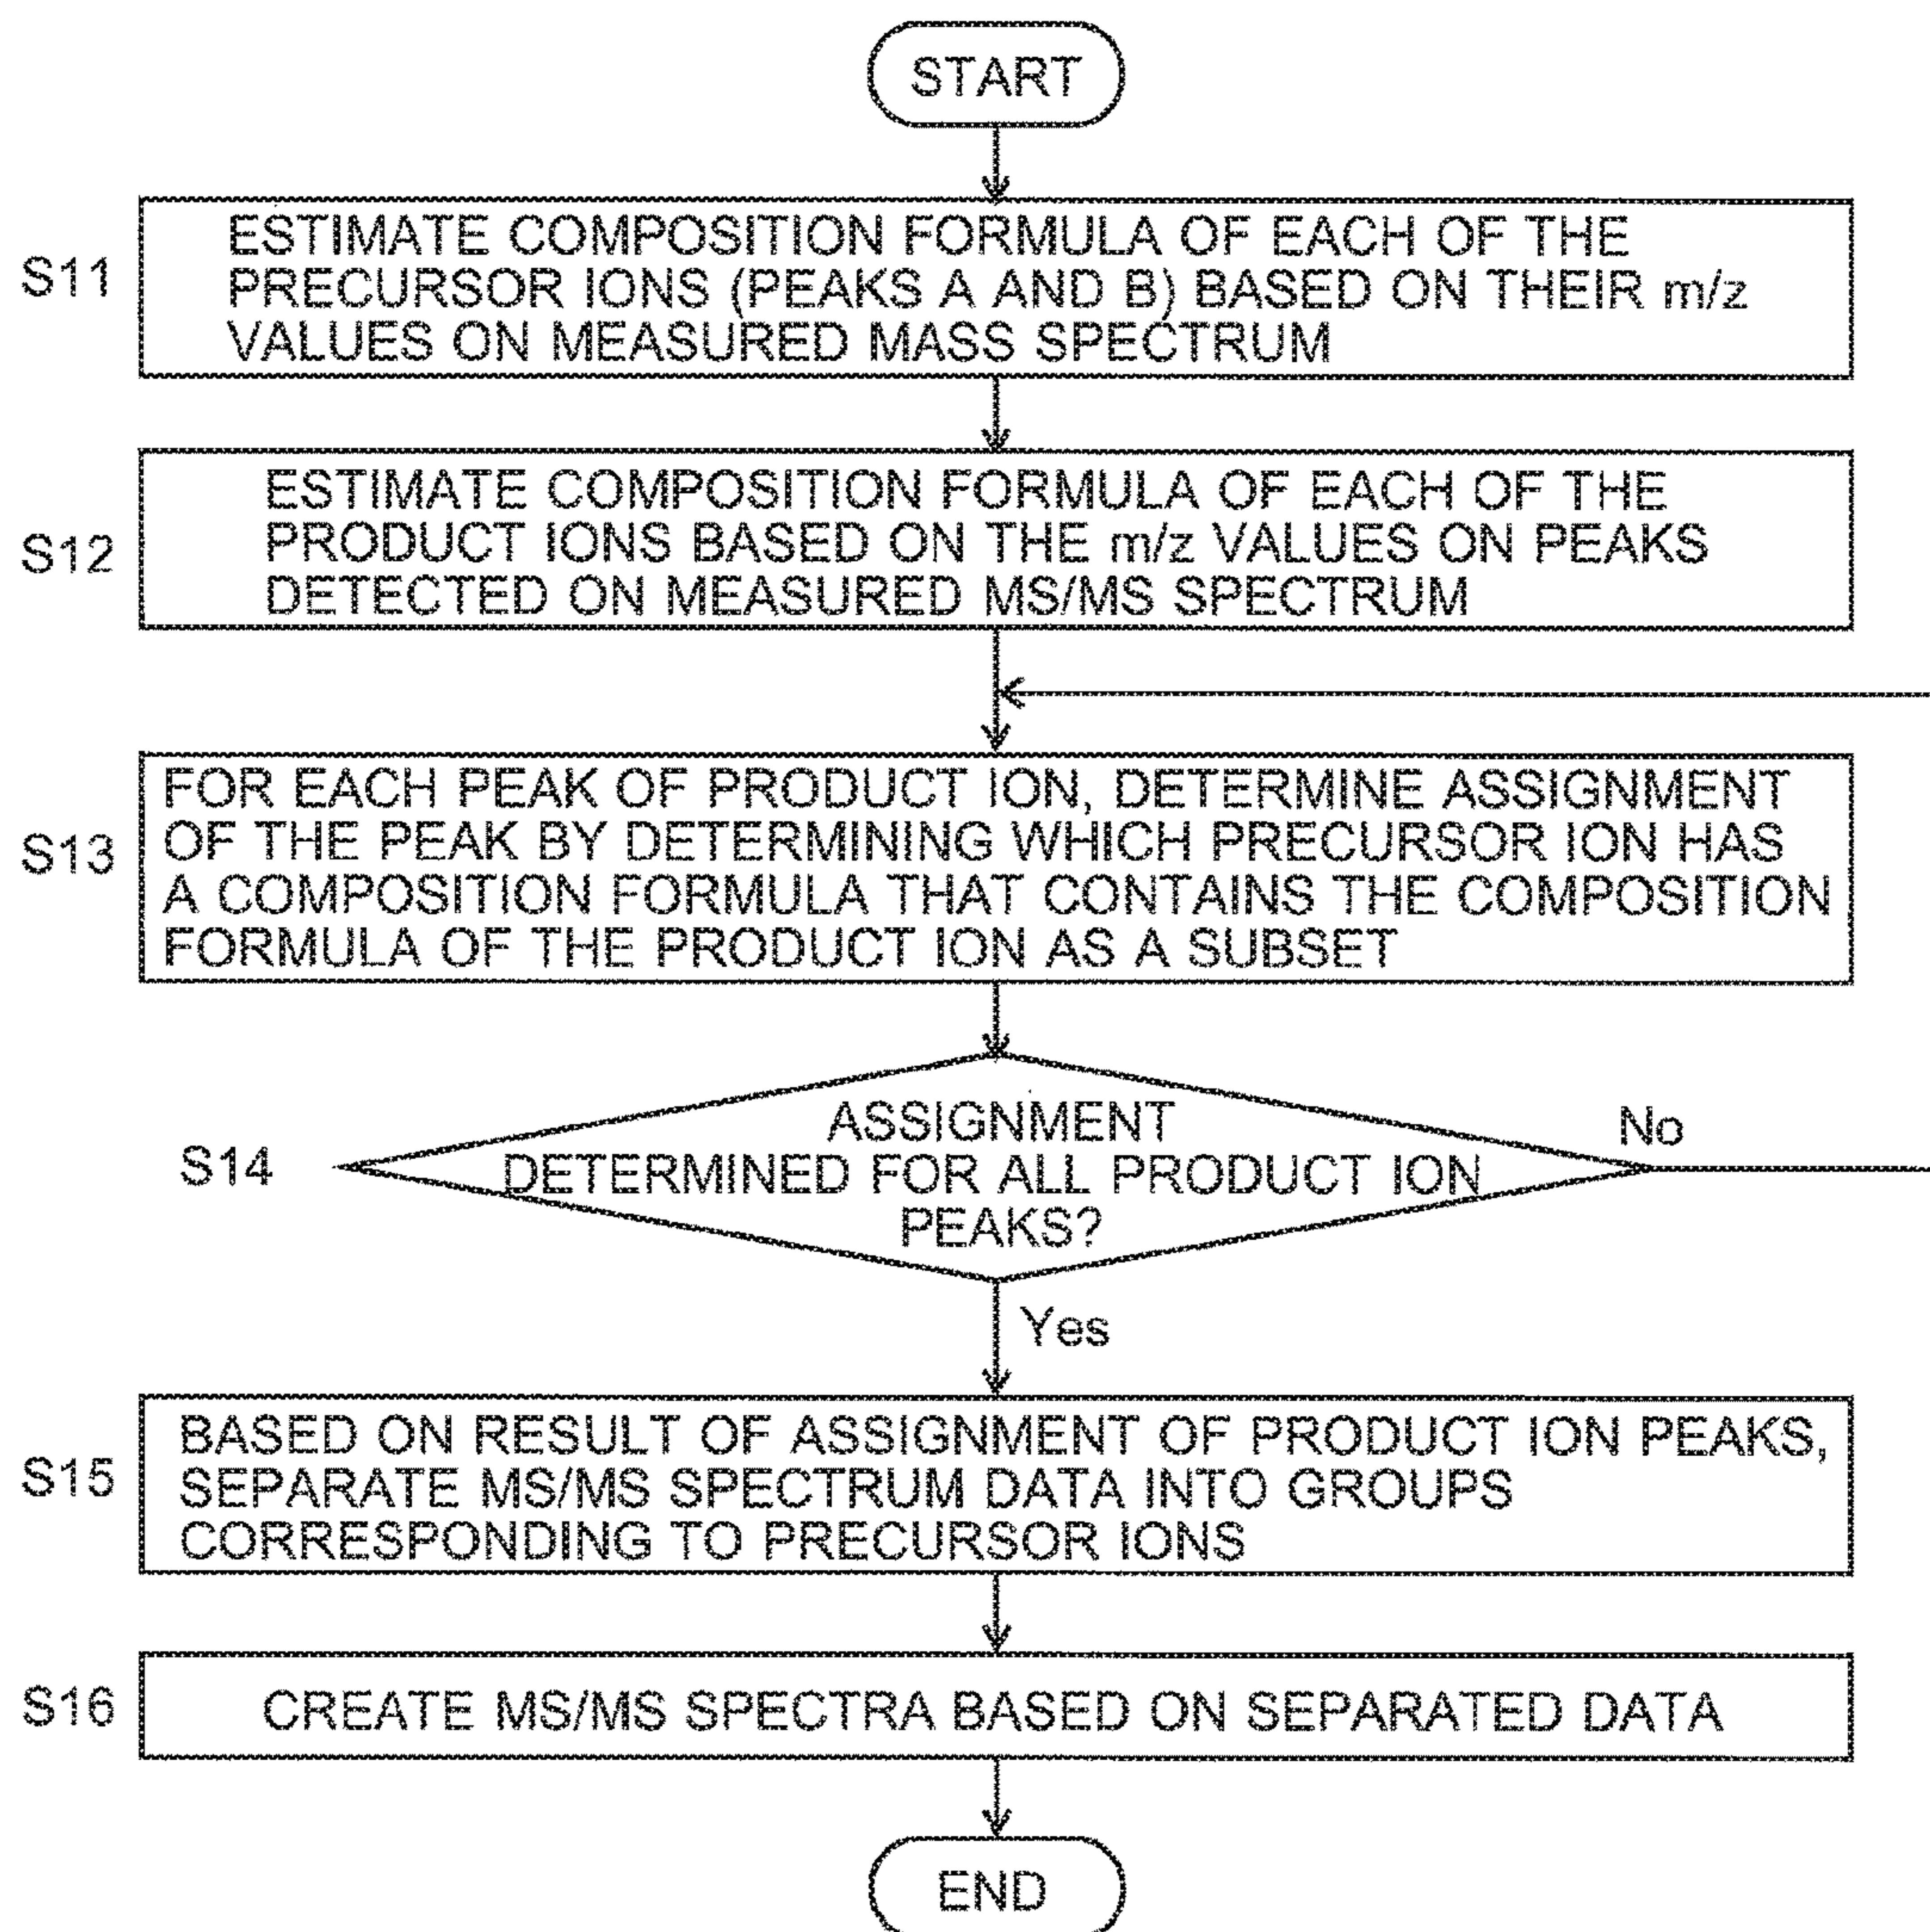 START
S11
ESTIMATE COMPOSITION FORMULA OF EACH OF THE
PRECURSOR IONS (PEAKS A AND B) BASED ON THEIR m/z
VALUES ON MEASURED MASS SPECTRUM
S12
ESTIMATE COMPOSITION FORMULA OF EACH OF THE
PRODUCT IONS BASED ON THE m/z VALUES ON PEAKS
DETECTED ON MEASURED MS/MS SPECTRUM
S13
FOR EACH PEAK OF PRODUCT ION, DETERMINE ASSIGNMENT
OF THE PEAK BY DETERMINING WHICH PRECURSOR ION HAS
A COMPOSITION FORMULA THAT CONTAINS THE COMPOSITION
FORMULA OF THE PRODUCT ION AS A SUBSET
S14
ASSIGNMENT
DETERMINED FOR ALL PRODUCT ION
PEAKS?
No
Yes
S15
BASED ON RESULT OF ASSIGNMENT OF PRODUCT ION PEAKS,
SEPARATE MS/MS SPECTRUM DATA INTO GROUPS
CORRESPONDING TO PRECURSOR IONS
S16
CREATE MS/MS SPECTRA BASED ON SEPARATED DATA
END